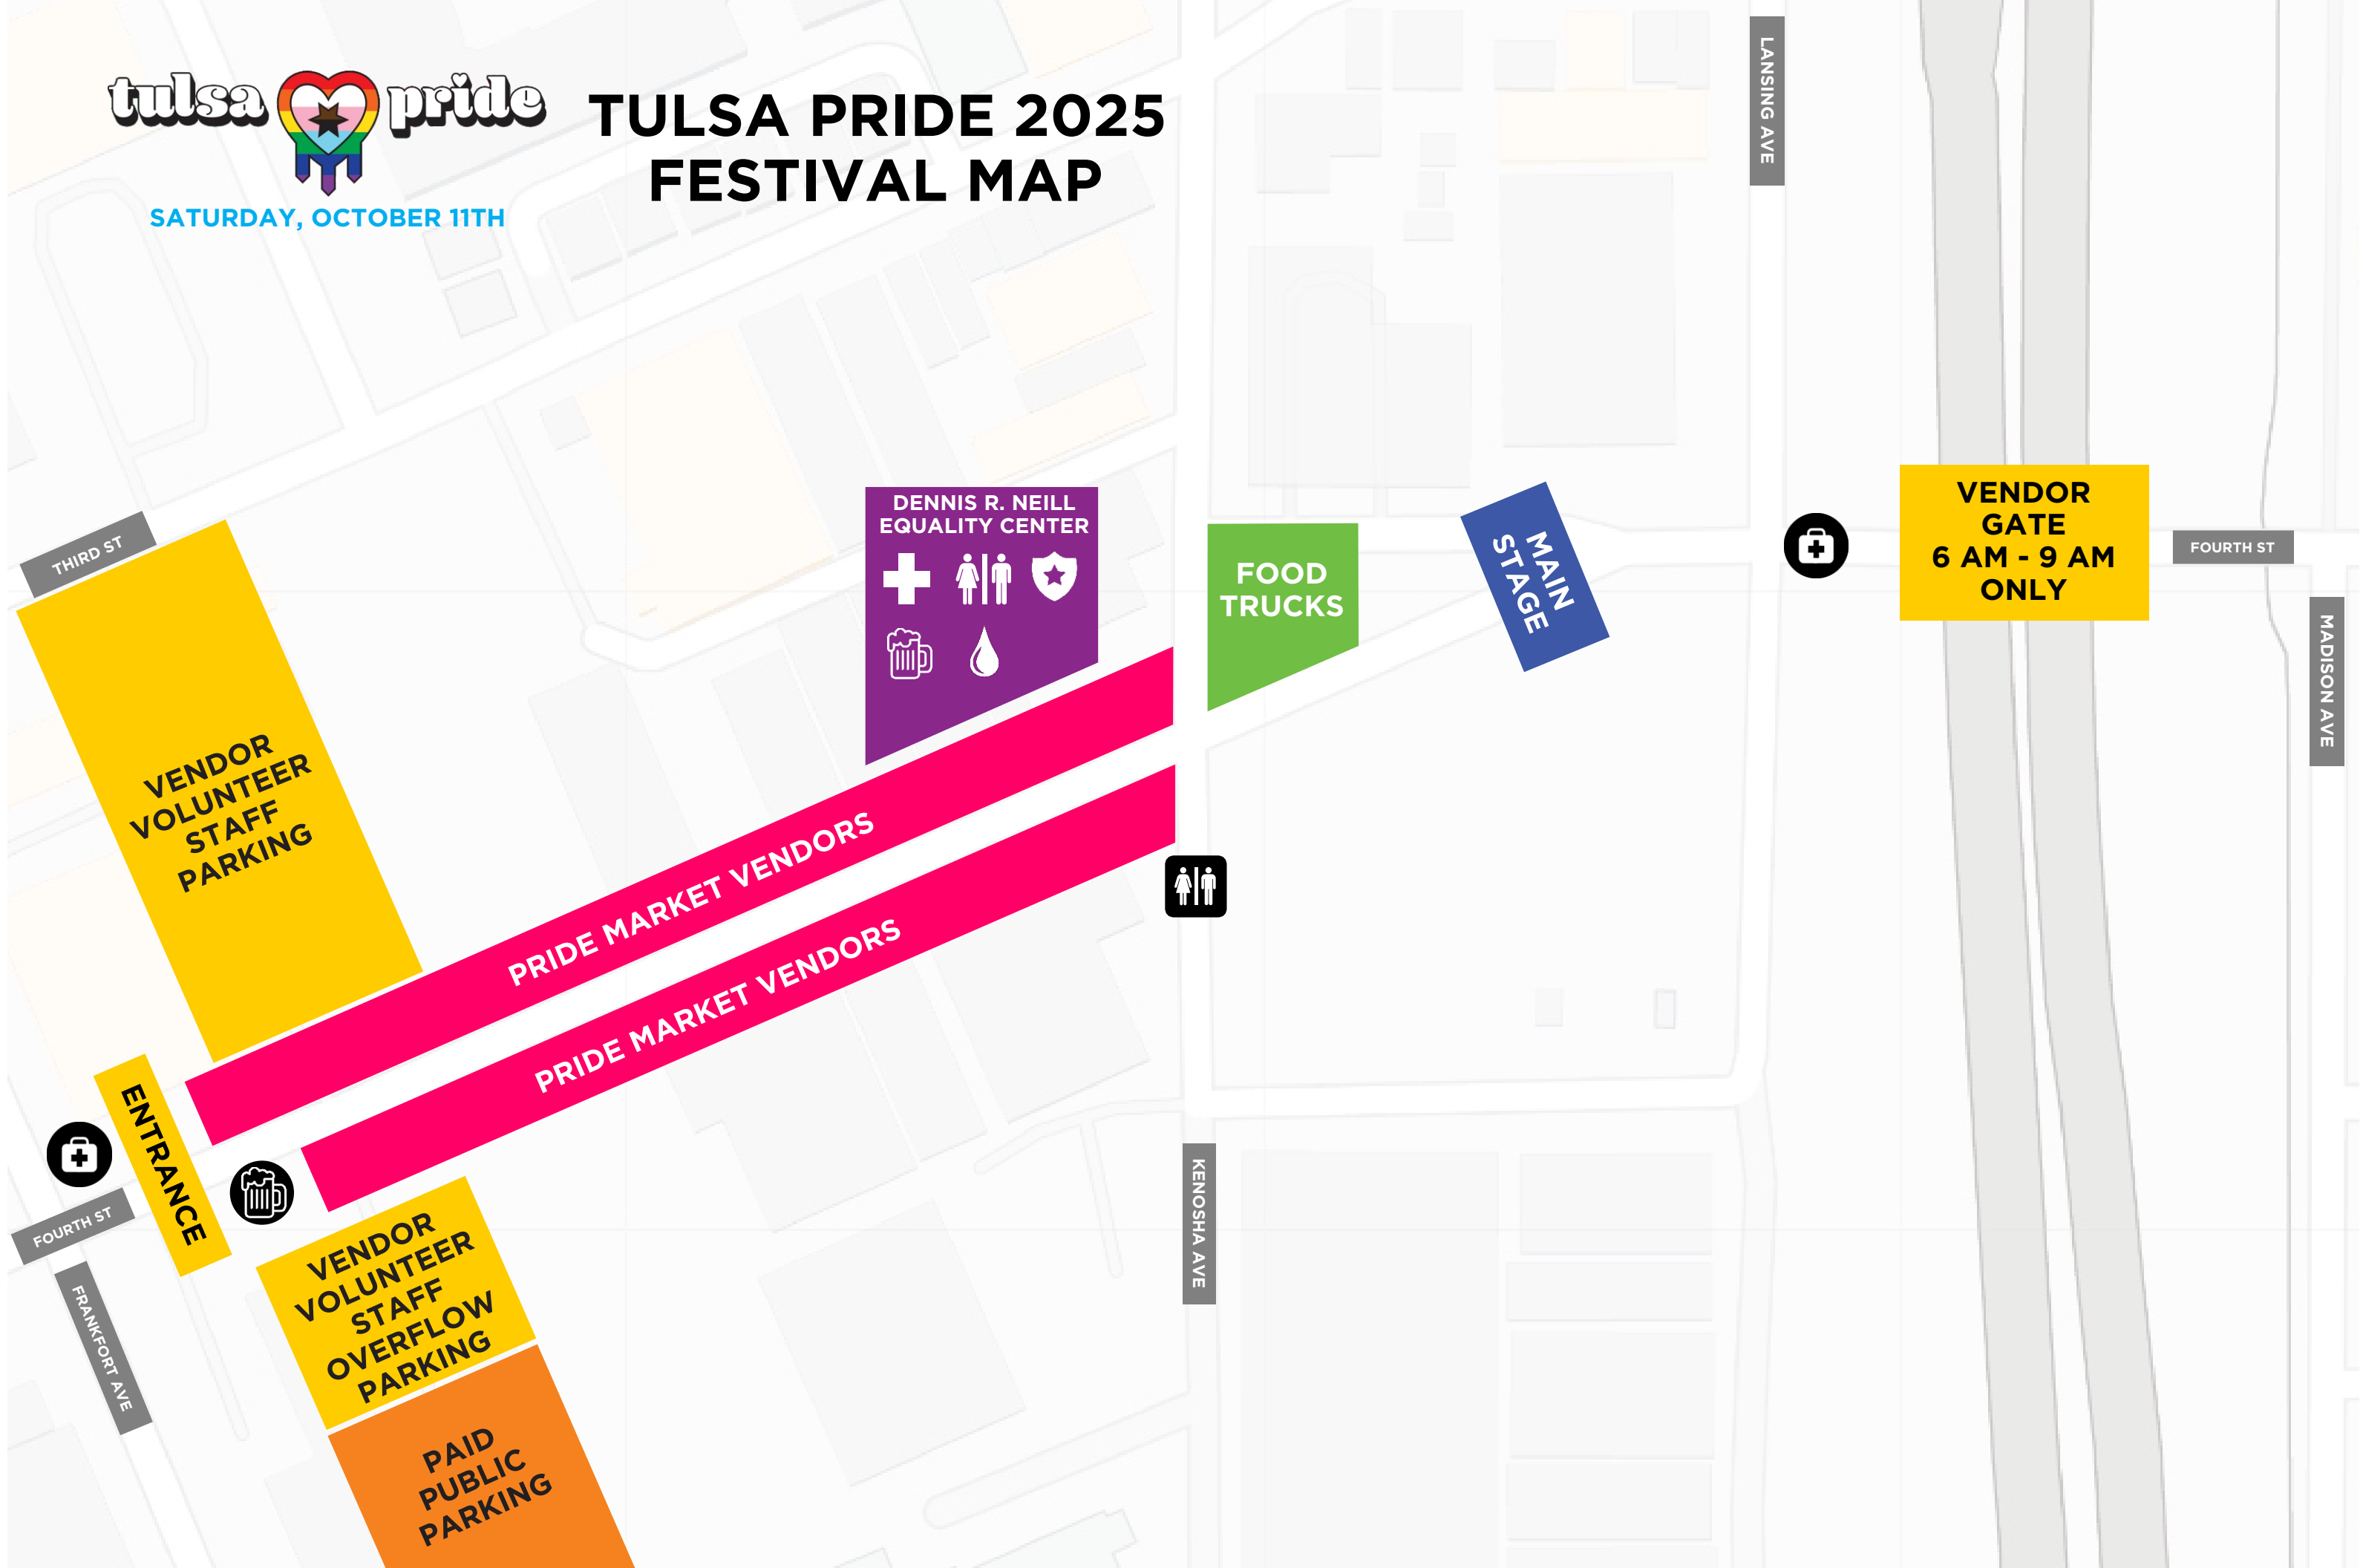 tulsa pride
SATURDAY, OCTOBER 11TH
TULSA PRIDE 2025
FESTIVAL MAP
LANSING AVE
THIRD ST
DENNIS R. NEILL
EQUALITY CENTER
FOOD
TRUCKS
MAIN
STAGE
VENDOR
GATE
6 AM - 9 AM
ONLY
FOURTH ST
MADISON AVE
VENDOR
VOLUNTEER
STAFF
PARKING
PRIDE MARKET VENDORS
PRIDE MARKET VENDORS
ENTRANCE
FOURTH ST
FRANKFORT AVE
KENOSHA AVE
VENDOR
VOLUNTEER
STAFF
OVERFLOW
PARKING
PAID
PUBLIC
PARKING